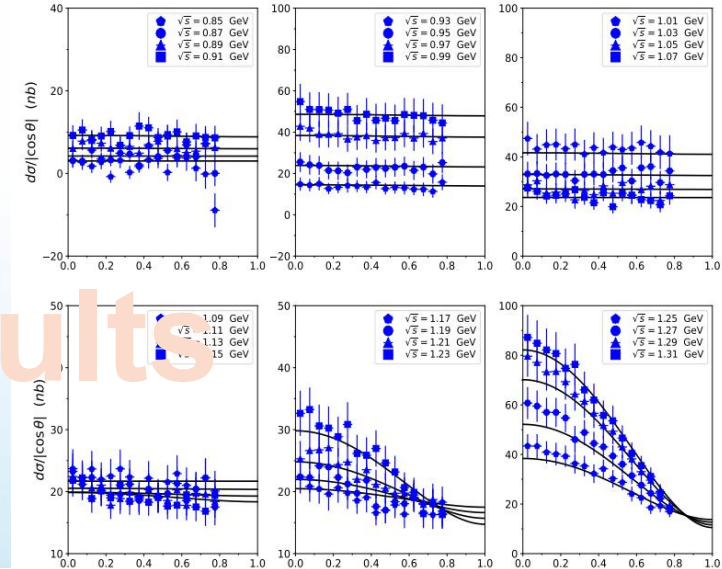 40
30
20
10
0
−20
0.0 0.2 0.4 0.6 0.8 1.0
dσ/|cosθ| (nb)
√s = 0.85 GeV
√s = 0.87 GeV
√s = 0.89 GeV
√s = 0.91 GeV
100
80
60
40
20
0
−20
0.0 0.2 0.4 0.6 0.8 1.0
√s = 0.93 GeV
√s = 0.95 GeV
√s = 0.97 GeV
√s = 0.99 GeV
100
80
60
40
20
0
0.0 0.2 0.4 0.6 0.8 1.0
√s = 1.01 GeV
√s = 1.03 GeV
√s = 1.05 GeV
√s = 1.07 GeV
ults
50
40
30
20
10
0.0 0.2 0.4 0.6 0.8 1.0
dσ/|cosθ| (nb)
1.09 GeV
1.11 GeV
1.13 GeV
15 GeV
50
40
30
20
10
0.0 0.2 0.4 0.6 0.8 1.0
√s = 1.17 GeV
√s = 1.19 GeV
√s = 1.21 GeV
√s = 1.23 GeV
100
80
60
40
20
0
0.0 0.2 0.4 0.6 0.8 1.0
√s = 1.25 GeV
√s = 1.27 GeV
√s = 1.29 GeV
√s = 1.31 GeV